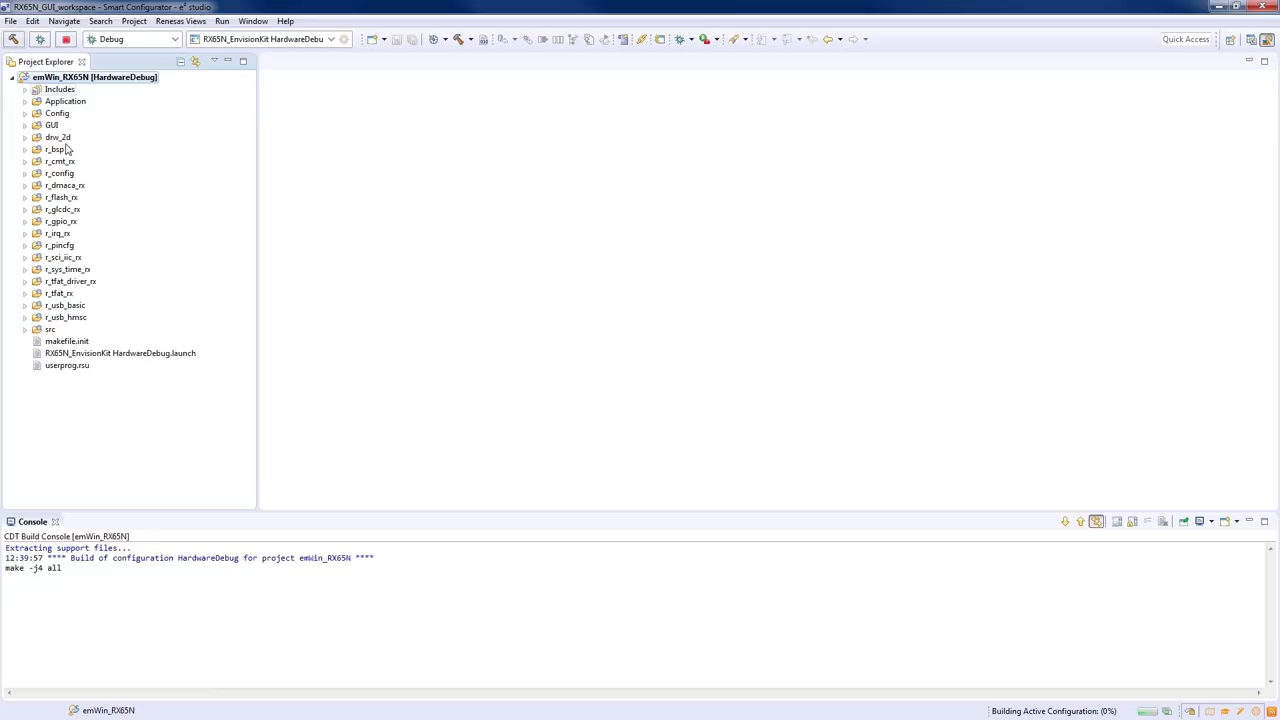 RX65N_GUI_workspace - Smart Configurator - e² studio
File Edit Navigate Search Project Renesas Views Run Window Help
Debug RX65N_EnvisionKit HardwareDebu Quick Access
Project Explorer
emWin_RX65N [HardwareDebug]
Includes
Application
Config
GUI
drw_2d
r_bsp
r_cmt_rx
r_config
r_dmaca_rx
r_flash_rx
r_glcdc_rx
r_gpio_rx
r_irq_rx
r_pincfg
r_sci_iic_rx
r_sys_time_rx
r_tfat_driver_rx
r_tfat_rx
r_usb_basic
r_usb_hmsc
src
makefile.init
RX65N_EnvisionKit HardwareDebug.launch
userprog.rsu
Console
CDT Build Console [emWin_RX65N]
Extracting support files...
12:39:57 **** Build of configuration HardwareDebug for project emWin_RX65N ****
make -j4 all
emWin_RX65N Building Active Configuration: (0%)